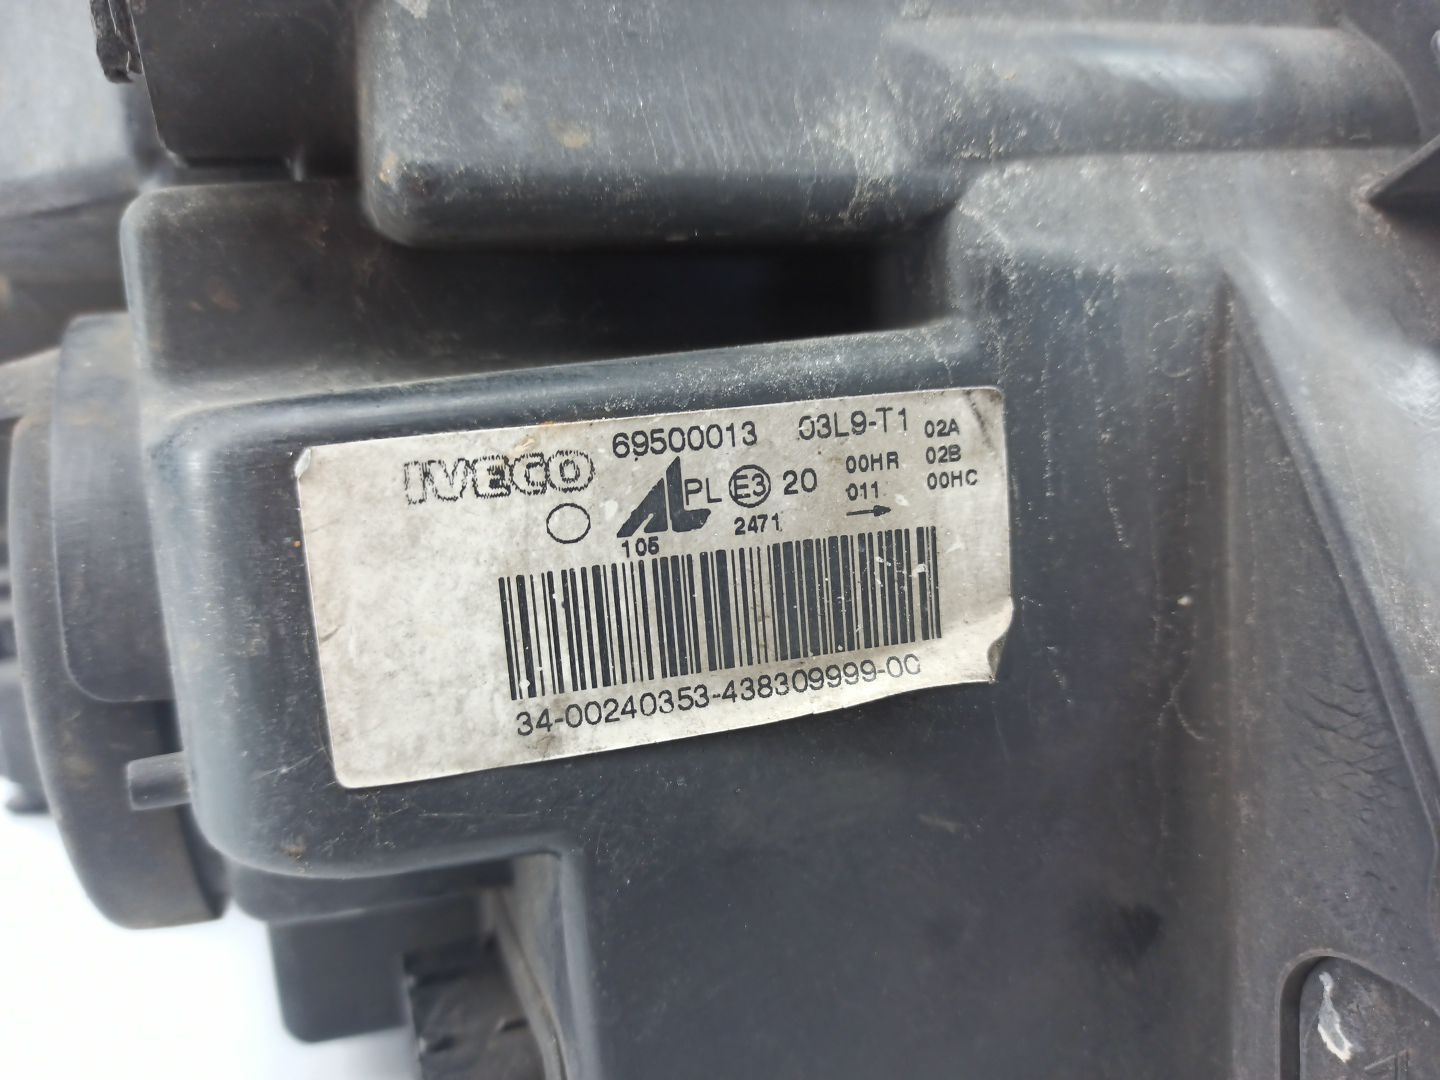 IVECO 69500013 03L9-T1 02A
PL E3 20 00HR 02B
011 00HC
105 2471
34-00240353-438309999-00